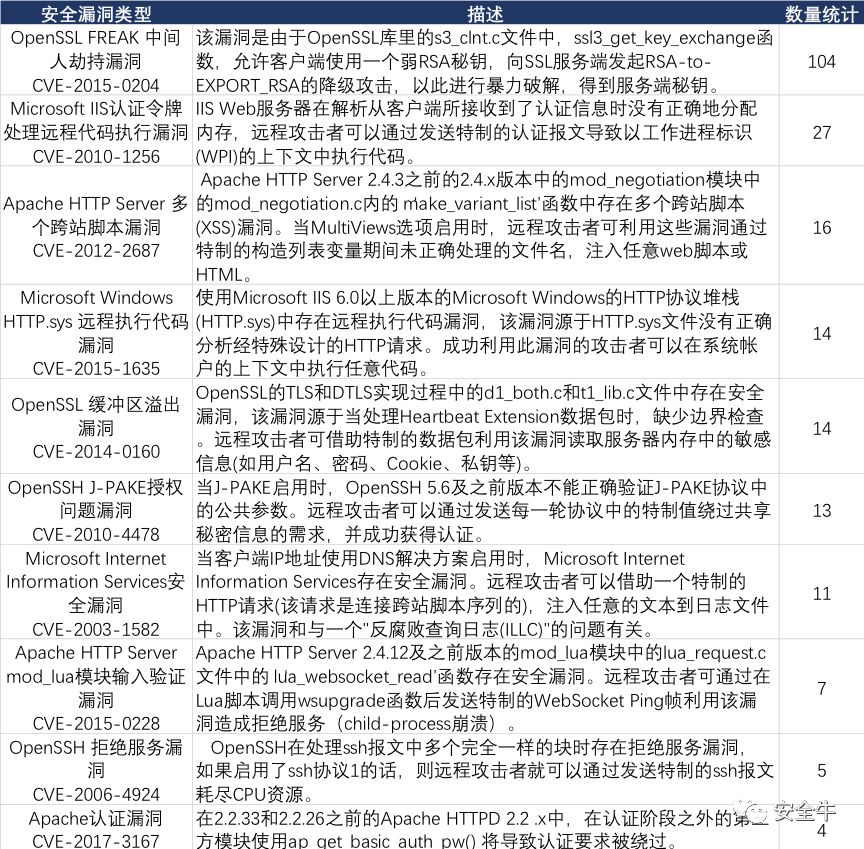 安全漏洞类型 描述 数量统计
OpenSSL FREAK 中间
人劫持漏洞
CVE-2015-0204
该漏洞是由于OpenSSL库里的s3_clnt.c文件中，ssl3_get_key_exchange函
数，允许客户端使用一个弱RSA秘钥，向SSL服务端发起RSA-to-
EXPORT_RSA的降级攻击，以此进行暴力破解，得到服务端秘钥。
104
Microsoft IIS认证令牌
处理远程代码执行漏洞
CVE-2010-1256
IIS Web服务器在解析从客户端所接收到了认证信息时没有正确地分配
内存，远程攻击者可以通过发送特制的认证报文导致以工作进程标识
(WPI)的上下文中执行代码。
27
Apache HTTP Server 多
个跨站脚本漏洞
CVE-2012-2687
Apache HTTP Server 2.4.3之前的2.4.x版本中的mod_negotiation模块中
的mod_negotiation.c内的 'make_variant_list'函数中存在多个跨站脚本
(XSS)漏洞。当MultiViews选项启用时，远程攻击者可利用这些漏洞通过
特制的构造列表变量期间未正确处理的文件名，注入任意web脚本或
HTML。
16
Microsoft Windows
HTTP.sys 远程执行代码
漏洞
CVE-2015-1635
使用Microsoft IIS 6.0以上版本的Microsoft Windows的HTTP协议堆栈
(HTTP.sys)中存在远程执行代码漏洞，该漏洞源于HTTP.sys文件没有正确
分析经特殊设计的HTTP请求。成功利用此漏洞的攻击者可以在系统帐
户的上下文中执行任意代码。
14
OpenSSL 缓冲区溢出
漏洞
CVE-2014-0160
OpenSSL的TLS和DTLS实现过程中的d1_both.c和t1_lib.c文件中存在安全
漏洞，该漏洞源于当处理Heartbeat Extension数据包时，缺少边界检查
。远程攻击者可借助特制的数据包利用该漏洞读取服务器内存中的敏感
信息(如用户名、密码、Cookie、私钥等)。
14
OpenSSH J-PAKE授权
问题漏洞
CVE-2010-4478
当J-PAKE启用时，OpenSSH 5.6及之前版本不能正确验证J-PAKE协议中
的公共参数。远程攻击者可以通过发送每一轮协议中的特制值绕过共享
秘密信息的需求，并成功获得认证。
13
Microsoft Internet
Information Services安
全漏洞
CVE-2003-1582
当客户端IP地址使用DNS解决方案启用时，Microsoft Internet
Information Services存在安全漏洞。远程攻击者可以借助一个特制的
HTTP请求(该请求是连接跨站脚本序列的)，注入任意的文本到日志文件
中。该漏洞和与一个"反腐败查询日志(ILLC)"的问题有关。
11
Apache HTTP Server
mod_lua模块输入验证
漏洞
CVE-2015-0228
Apache HTTP Server 2.4.12及之前版本的mod_lua模块中的lua_request.c
文件中的 'lua_websocket_read'函数存在安全漏洞。远程攻击者可通过在
Lua脚本调用wsupgrade函数后发送特制的WebSocket Ping帧利用该漏
洞造成拒绝服务（child-process崩溃）。
7
OpenSSH 拒绝服务漏
洞
CVE-2006-4924
OpenSSH在处理ssh报文中多个完全一样的块时存在拒绝服务漏洞，
如果启用了ssh协议1的话，则远程攻击者就可以通过发送特制的ssh报文
耗尽CPU资源。
5
Apache认证漏洞
CVE-2017-3167
在2.2.33和2.2.26之前的Apache HTTPD 2.2 .x中，在认证阶段之外的第三
方模块使用ap_get_basic_auth_pw() 将导致认证要求被绕过。
4
安全牛